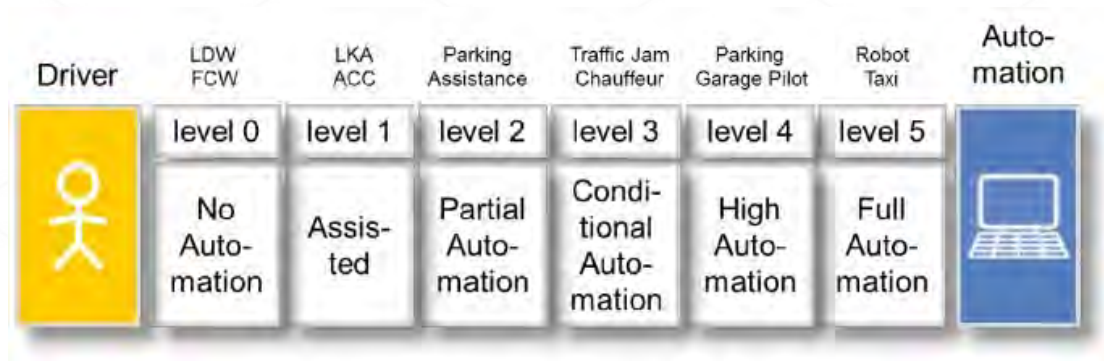 Driver
LDW
FCW
LKA
ACC
Parking
Assistance
Traffic Jam
Chauffeur
Parking
Garage Pilot
Robot
Taxi
Auto-
mation
level 0
level 1
level 2
level 3
level 4
level 5
No
Auto-
mation
Assis-
ted
Partial
Auto-
mation
Condi-
tional
Auto-
mation
High
Auto-
mation
Full
Auto-
mation